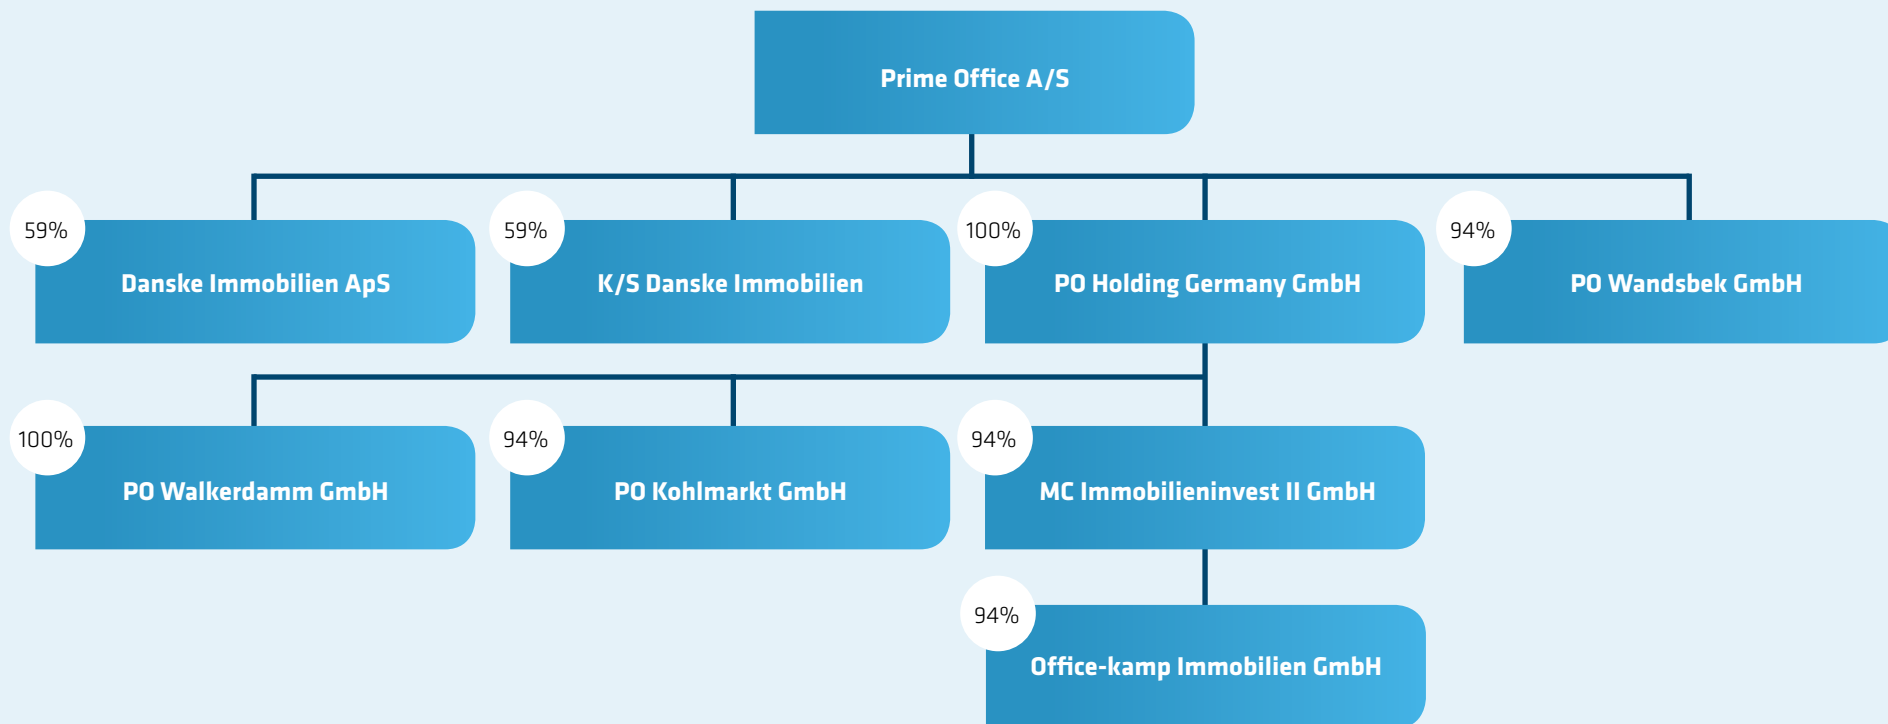 Prime Office A/S
59%
Danske Immobilien ApS
59%
K/S Danske Immobilien
100%
PO Holding Germany GmbH
94%
PO Wandsbek GmbH
100%
PO Walkerdamm GmbH
94%
PO Kohlmarkt GmbH
94%
MC Immobilieninvest II GmbH
94%
Office-kamp Immobilien GmbH